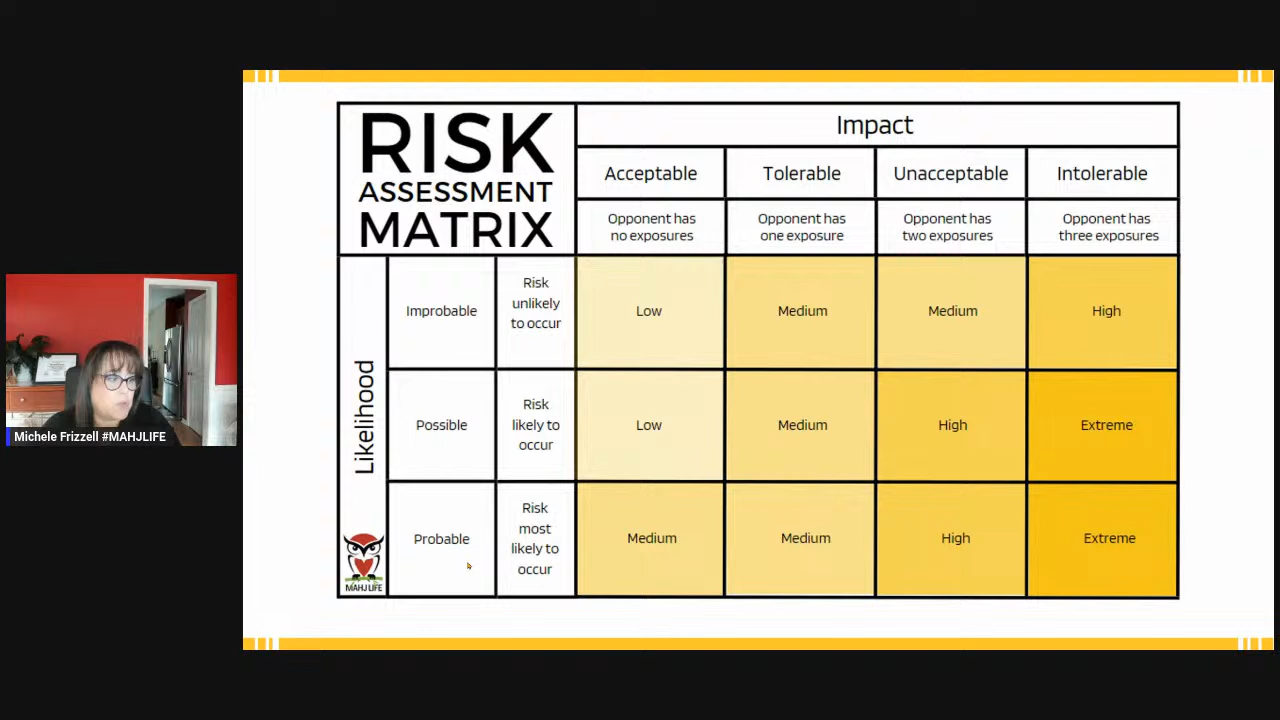 RISK
ASSESSMENT
MATRIX
Impact
Acceptable
Tolerable
Unacceptable
Intolerable
Opponent has
no exposures
Opponent has
one exposure
Opponent has
two exposures
Opponent has
three exposures
Likelihood
Improbable
Risk
unlikely
to occur
Low
Medium
Medium
High
Possible
Risk
likely to
occur
Low
Medium
High
Extreme
Probable
Risk
most
likely to
occur
Medium
Medium
High
Extreme
MAHJ LIFE
Michele Frizzell #MAHJLIFE